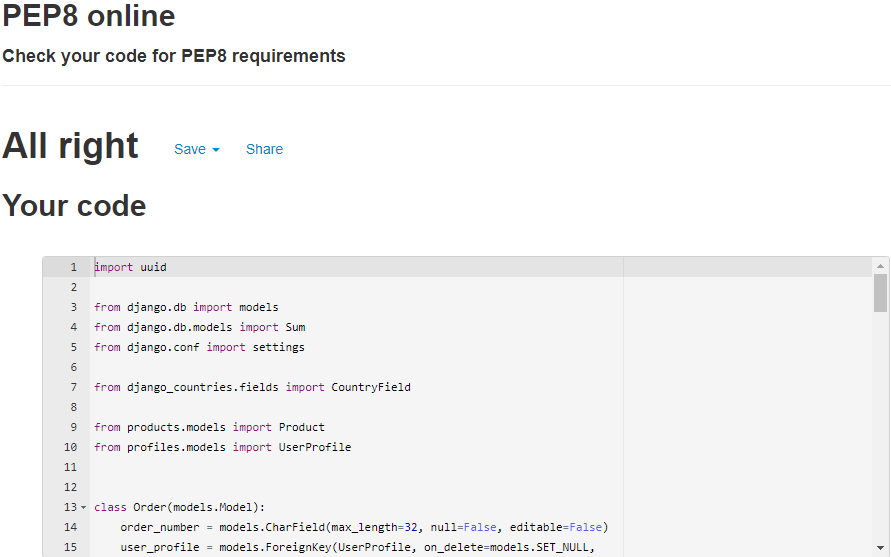 PEP8 online
Check your code for PEP8 requirements
All right Save Share
Your code
1 import uuid
2
3 from django.db import models
4 from django.db.models import Sum
5 from django.conf import settings
6
7 from django_countries.fields import CountryField
8
9 from products.models import Product
10 from profiles.models import UserProfile
11
12
13 class Order(models.Model):
14     order_number = models.CharField(max_length=32, null=False, editable=False)
15     user_profile = models.ForeignKey(UserProfile, on_delete=models.SET_NULL,